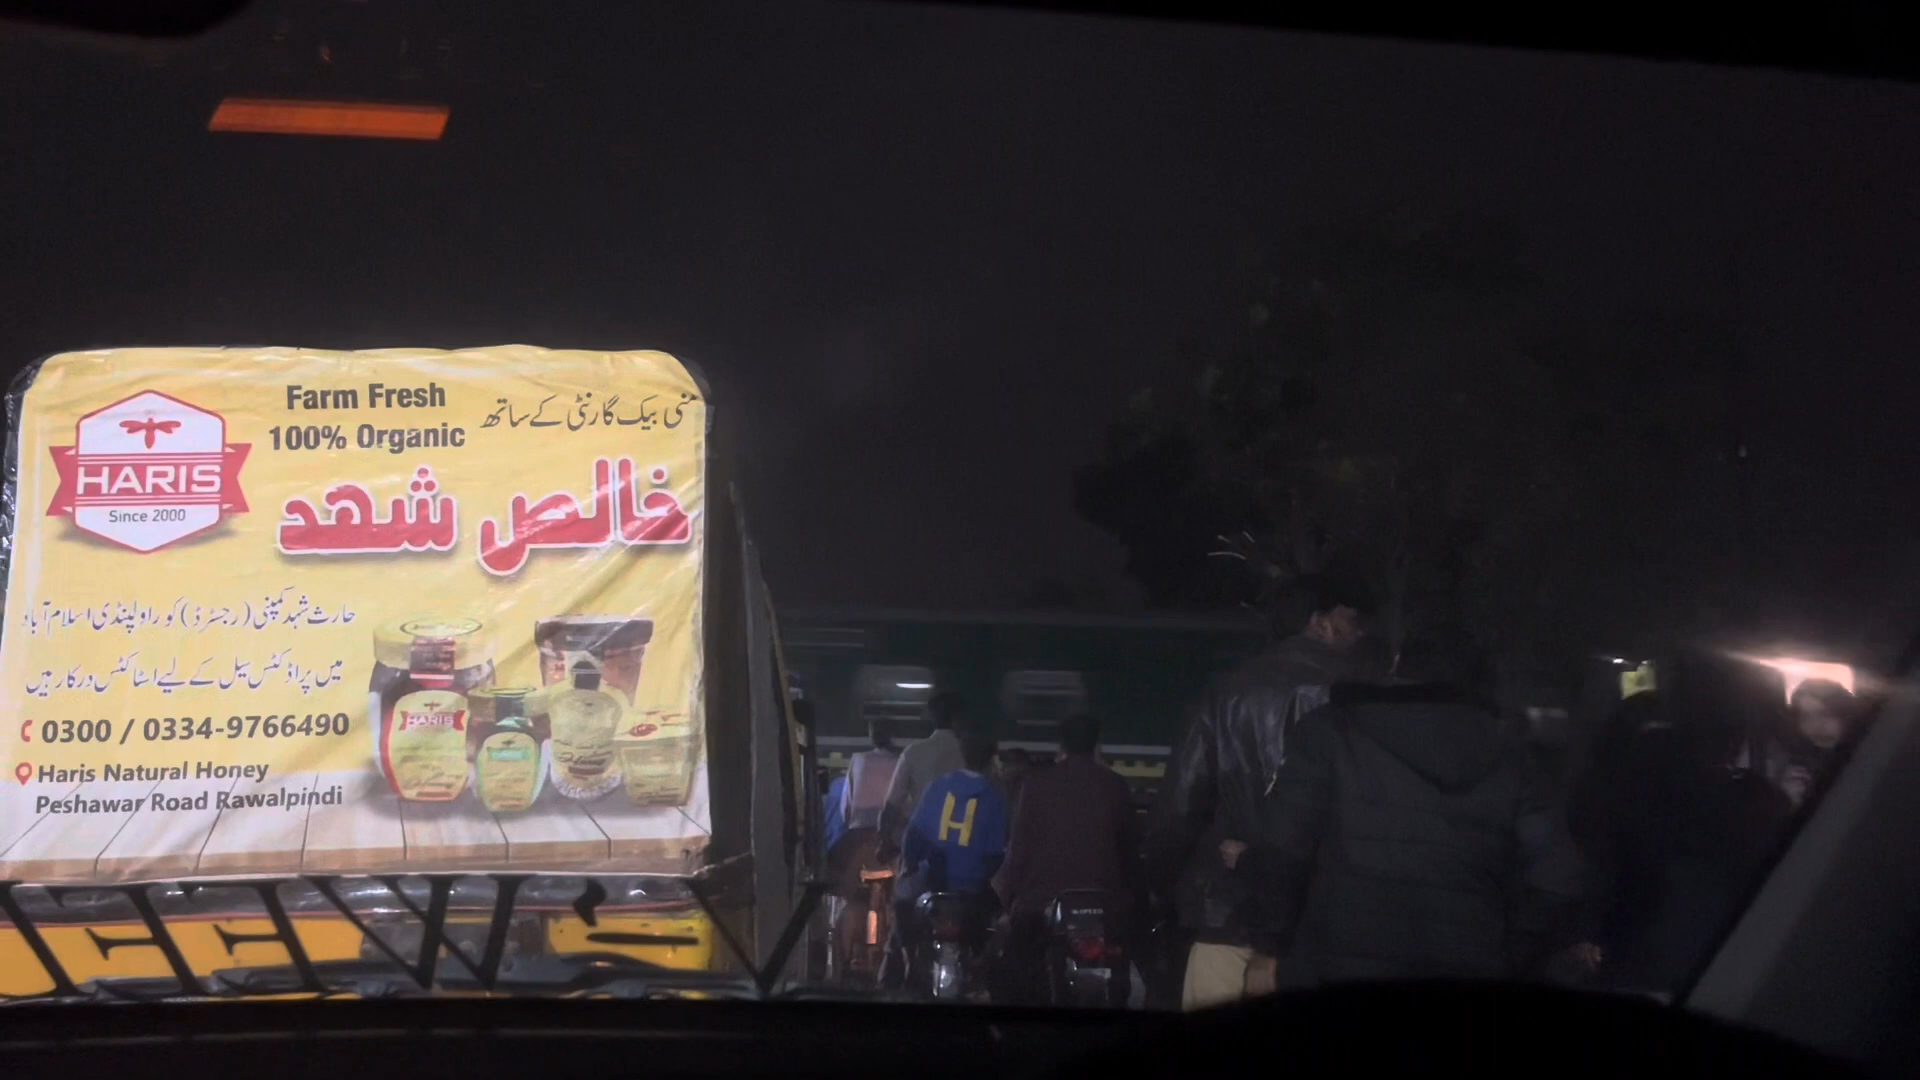 Farm Fresh
100% Organic
منی بیک گارنٹی کے ساتھ
HARIS
Since 2000
خالص شہد
حارث شہد کمپنی (رجسٹرڈ) کو راولپنڈی اسلام آباد
میں پراڈکٹس سیل کے لیے اسٹاکٹس درکار ہیں
0300 / 0334-9766490
Haris Natural Honey
Peshawar Road Rawalpindi
HARIS
H